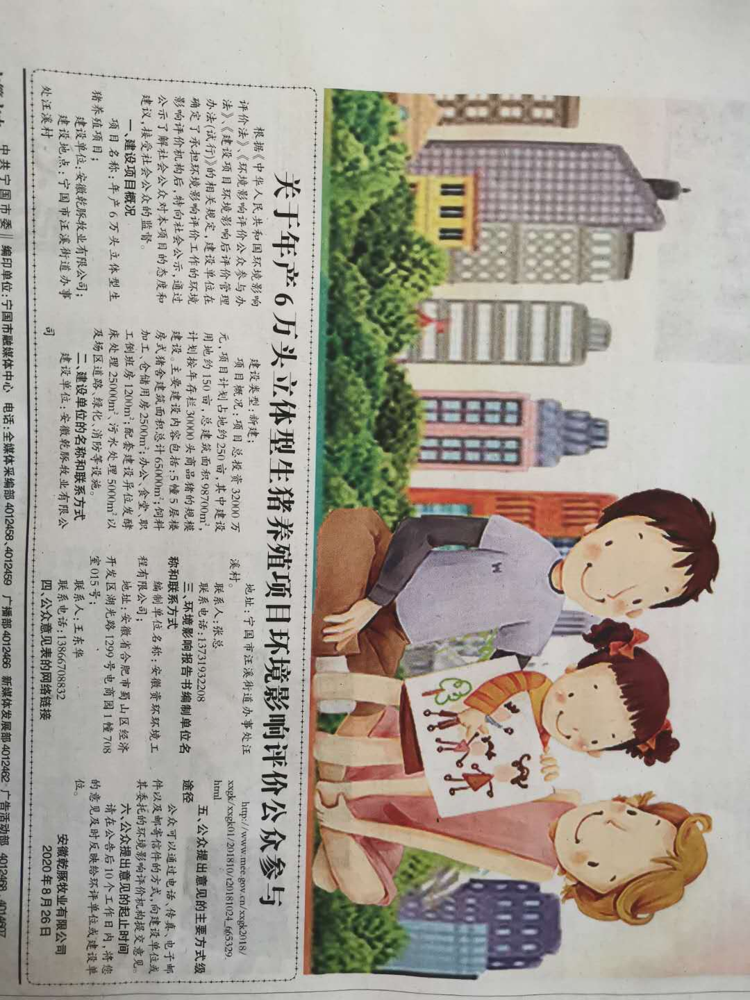 关于年产6万头立体型生猪养殖项目环境影响评价公众参与
根据《中华人民共和国环境影响
评价法》、《环境影响评价公众参与办
法》《建设项目环境影响后评价管理
办法(试行)》的相关规定，建设单位在
确定了承担环境影响评价工作的环境
影响评价机构后，特向社会公示，通过
公示了解社会公众对本项目的态度和
建议，接受社会公众的监督。
一、建设项目概况
项目名称：年产6万头立体型生
猪养殖项目；
建设单位：安徽乾豚牧业有限公司；
建设地点：宁国市汪溪街道办事
处汪溪村
建设类型：新建；
项目概况：项目总投资32000万
元，项目计划占地约250亩，其中建设
用地约150亩，总建筑面积98700m²，
计划按年存栏30000头商品猪的规模
建设。主要建设内容包括：5幢5层楼
房式猪舍建筑面积总计65000m²；饲料
加工、仓储用房2500m²；办公、食堂、职
工倒班房1200m²；配套建设异位发酵
床处理25000m²、污水处理5000m²以
及场区道路、绿化、消防等设施。
二、建设单位的名称和联系方式
建设单位：安徽乾豚牧业有限公
司
地址：宁国市汪溪街道办事处汪
溪村。
联系人：张总
联系电话：13731932208
三、环境影响报告书编制单位名
称和联系方式
编制单位名称：安徽黄环环境工
程有限公司；
地址：安徽省合肥市蜀山区经济
开发区湖光路1299号电商园1幢708
室015号；
联系人：王东华
联系电话：13866708832
四、公众意见表的网络链接
http://www.mee.gov.cn/xxgk2018/
xxgk/xxgk01/201810/t20181024_665329.
html
五、公众提出意见的主要方式级
途径
公众可以通过电话、传真、电子邮
件以及邮寄信件的方式，向建设单位或
其委托的环境影响评价机构提交意见。
六、公众提出意见的起止时间
请在公告后10个工作日内，将您
的意见及时反映给环评单位或建设单
位。
安徽乾豚牧业有限公司
2020年8月26日
中共宁国市委 || 编印单位：宁国市融媒体中心 电话：全媒体采编部4012458、4012459 广播部4012466 新媒体发展部4012462 广告活动部 4012468、4014607